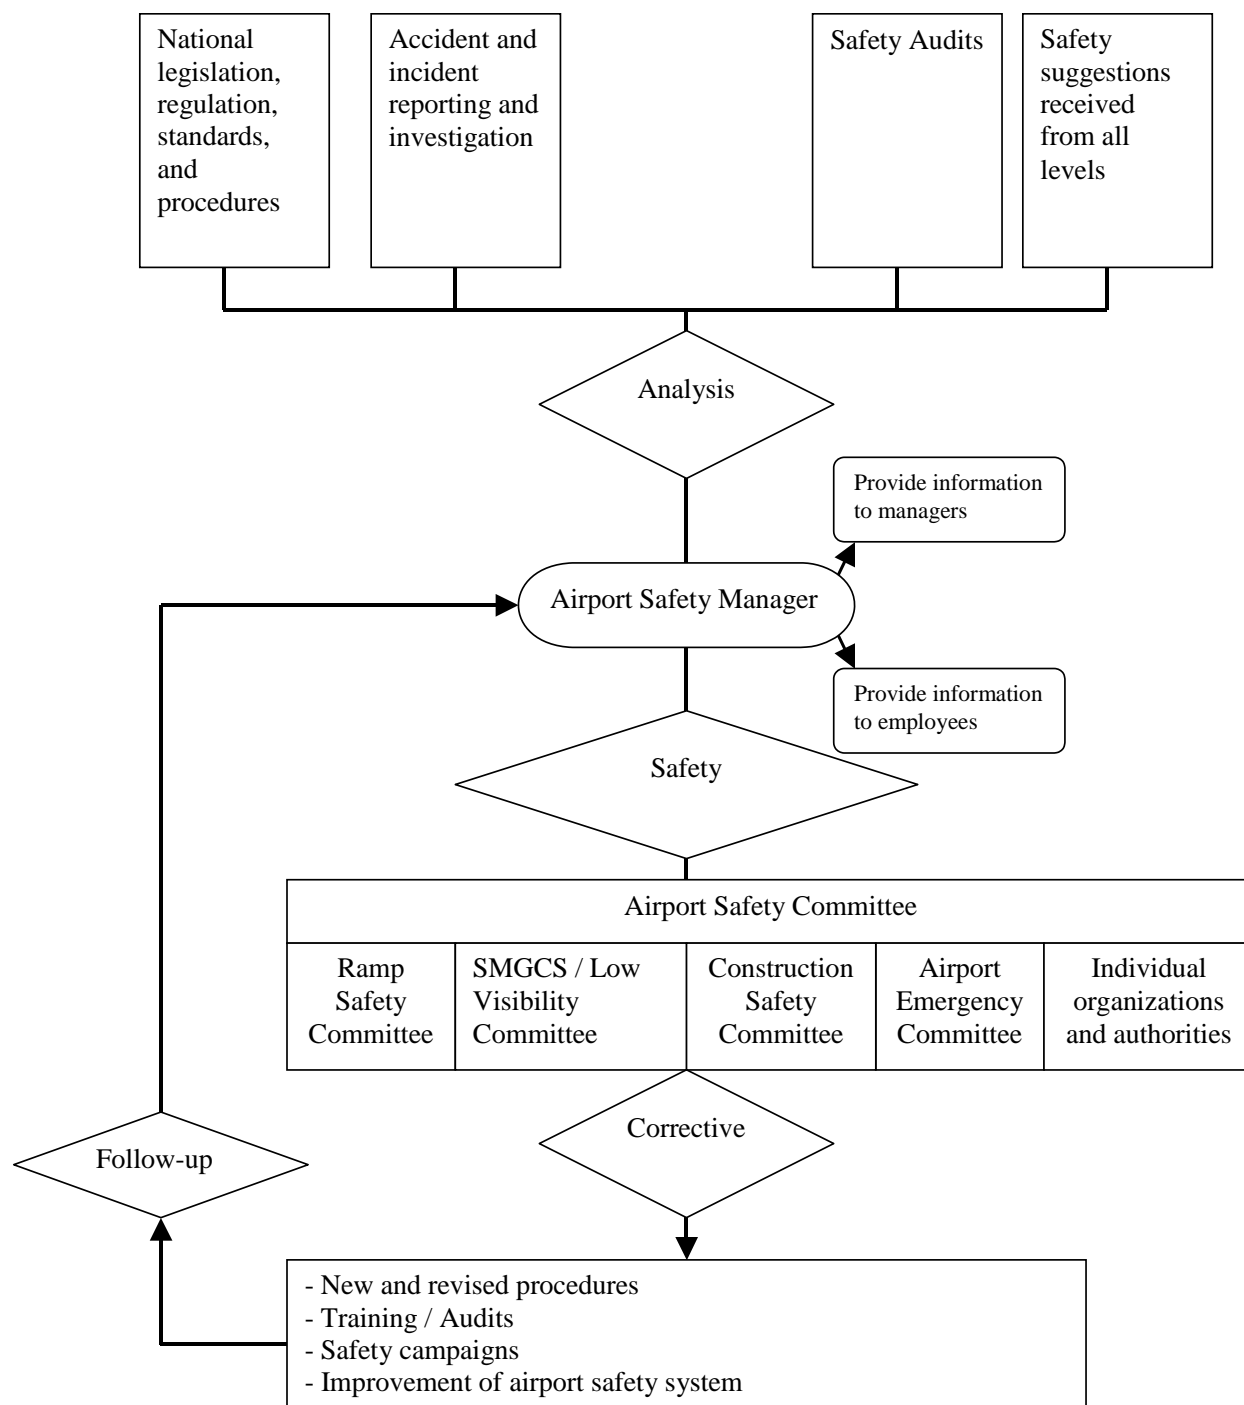 National
legislation,
regulation,
standards,
and
procedures
Accident and
incident
reporting and
investigation
Safety Audits
Safety
suggestions
received
from all
levels
Analysis
Provide information
to managers
Airport Safety Manager
Provide information
to employees
Safety
Airport Safety Committee
Ramp
Safety
Committee
SMGCS / Low
Visibility
Committee
Construction
Safety
Committee
Airport
Emergency
Committee
Individual
organizations
and authorities
Corrective
Follow-up
- New and revised procedures
- Training / Audits
- Safety campaigns
- Improvement of airport safety system